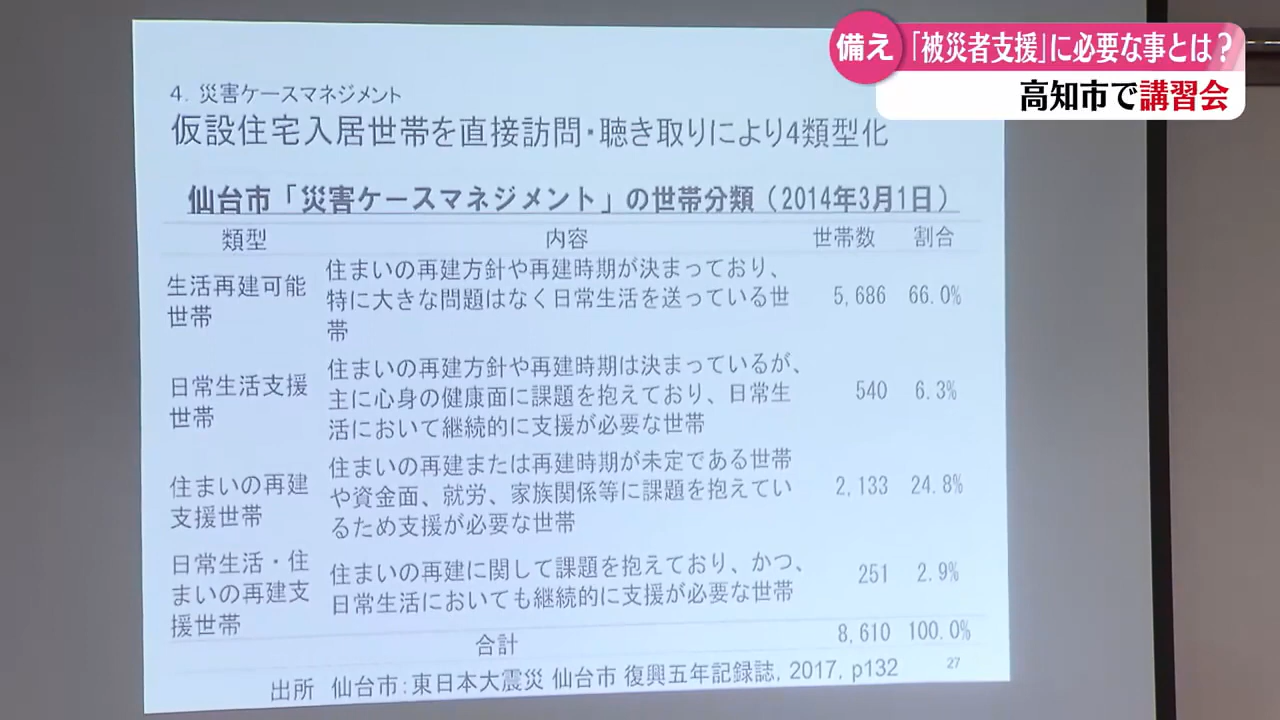 備え
「被災者支援」に必要な事とは？
高知市で講習会
4．災害ケースマネジメント
仮設住宅入居世帯を直接訪問・聴き取りにより4類型化
仙台市「災害ケースマネジメント」の世帯分類（2014年3月1日）
類型 内容 世帯数 割合
生活再建可能
世帯
住まいの再建方針や再建時期が決まっており、
特に大きな問題はなく日常生活を送っている世
帯
5,686 66.0%
日常生活支援
世帯
住まいの再建方針や再建時期は決まっているが、
主に心身の健康面に課題を抱えており、日常生
活において継続的に支援が必要な世帯
540 6.3%
住まいの再建
支援世帯
住まいの再建または再建時期が未定である世帯
や資金面、就労、家族関係等に課題を抱えてい
るため支援が必要な世帯
2,133 24.8%
日常生活・住
まいの再建支
援世帯
住まいの再建に関して課題を抱えており、かつ、
日常生活においても継続的に支援が必要な世帯
251 2.9%
合計 8,610 100.0%
出所 仙台市：東日本大震災 仙台市 復興五年記録誌, 2017, p132
27